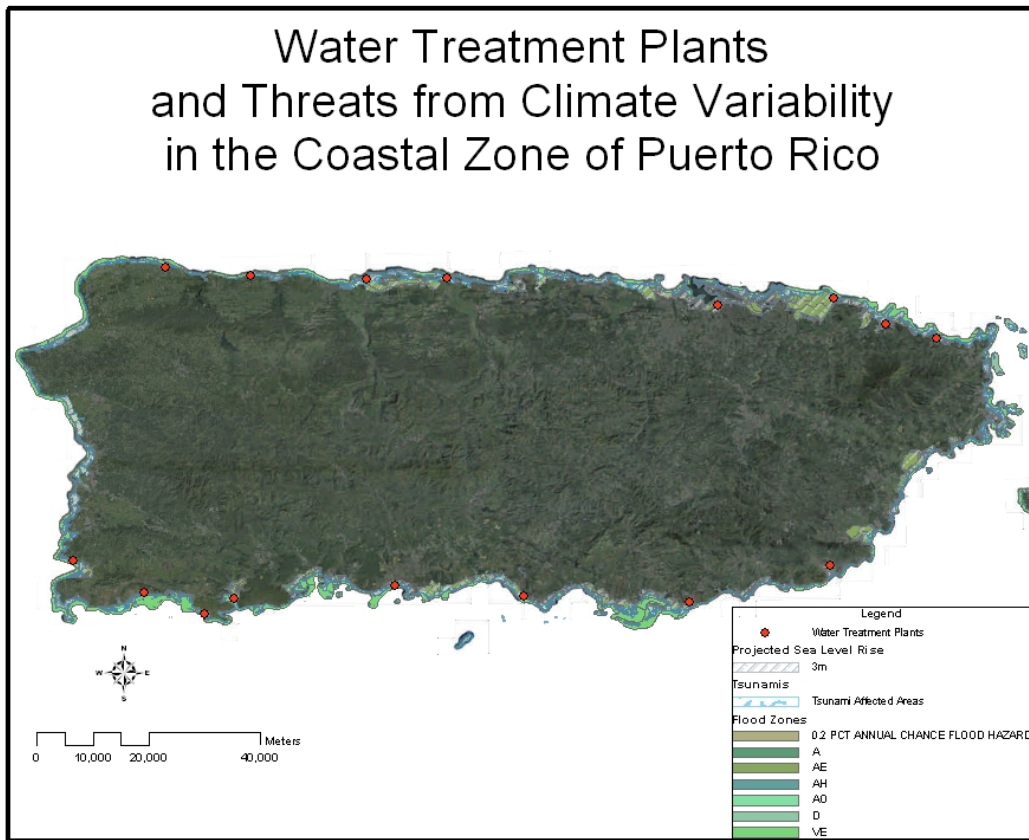 Water Treatment Plants
and Threats from Climate Variability
in the Coastal Zone of Puerto Rico
N
W E
S
Meters
0 10,000 20,000 40,000
Legend
Water Treatment Plants
Projected Sea Level Rise
3m
Tsunamis
Tsunami Affected Areas
Flood Zones
0.2 PCT ANNUAL CHANCE FLOOD HAZARD
A
AE
AH
AO
D
VE